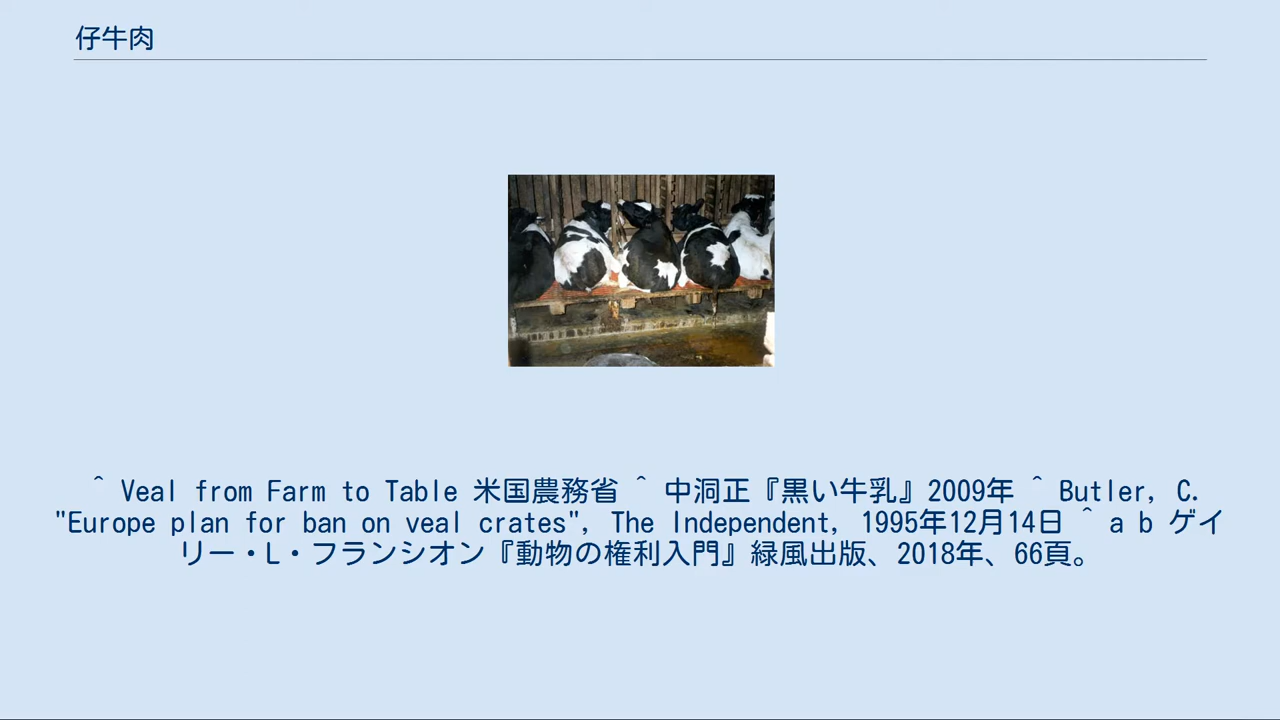 仔牛肉
^ Veal from Farm to Table 米国農務省 ^ 中洞正『黒い牛乳』2009年 ^ Butler, C.
"Europe plan for ban on veal crates", The Independent, 1995年12月14日 ^ a b ゲイ
リー・L・フランシオン『動物の権利入門』緑風出版、2018年、66頁。